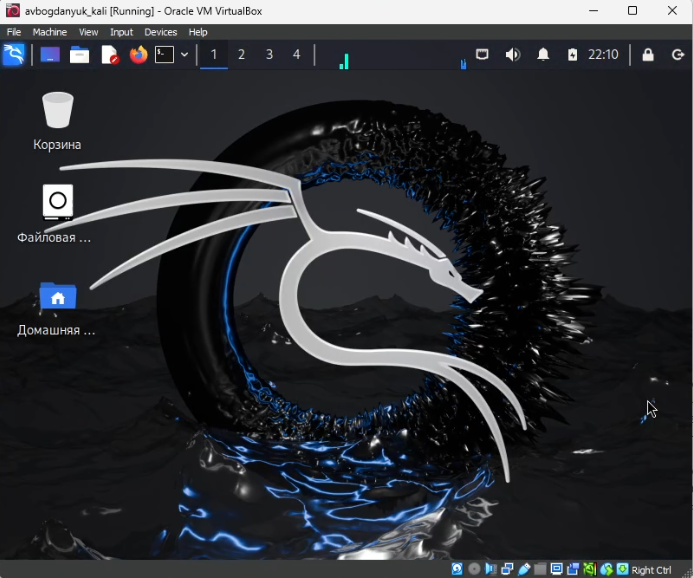 avbogdanyuk_kali [Running] - Oracle VM VirtualBox
File Machine View Input Devices Help
1 2 3 4 22:10
Корзина
Файловая ...
Домашняя ...
Right Ctrl